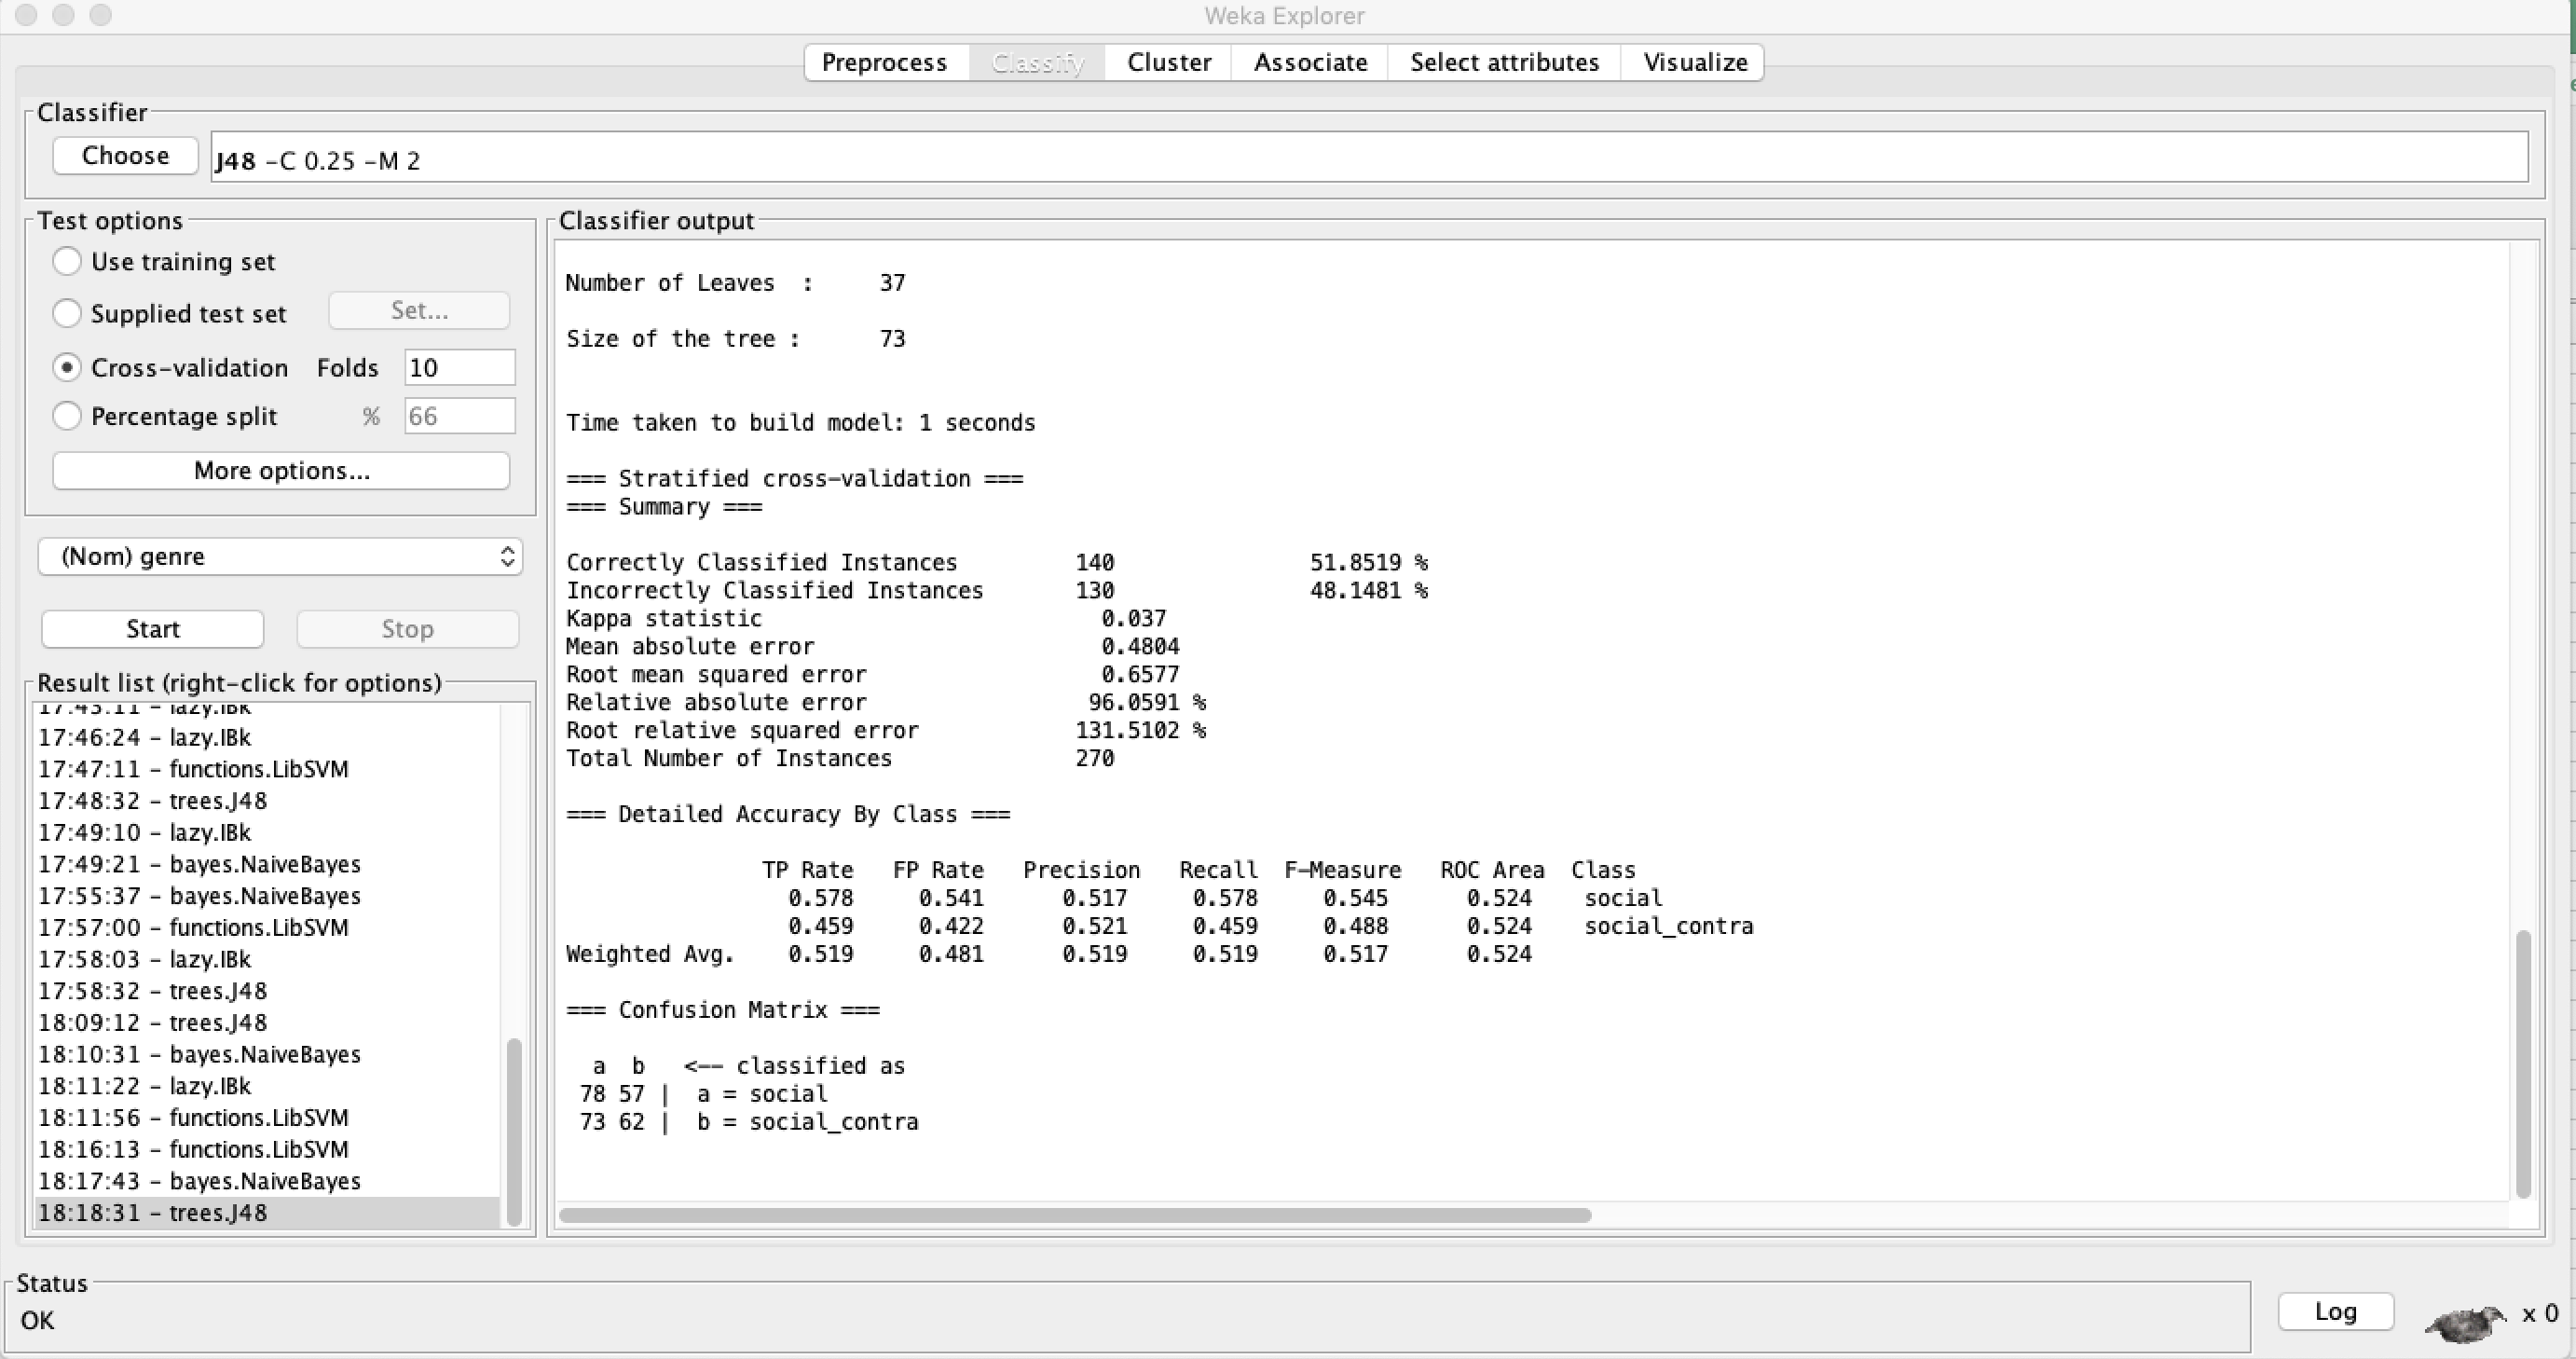 Weka Explorer
Preprocess Classify Cluster Associate Select attributes Visualize
Classifier
Choose J48 -C 0.25 -M 2
Test options
Use training set
Supplied test set Set...
Cross-validation Folds 10
Percentage split % 66
More options...
(Nom) genre
Start Stop
Result list (right-click for options)
17:43:11 - lazy.IBk
17:46:24 - lazy.IBk
17:47:11 - functions.LibSVM
17:48:32 - trees.J48
17:49:10 - lazy.IBk
17:49:21 - bayes.NaiveBayes
17:55:37 - bayes.NaiveBayes
17:57:00 - functions.LibSVM
17:58:03 - lazy.IBk
17:58:32 - trees.J48
18:09:12 - trees.J48
18:10:31 - bayes.NaiveBayes
18:11:22 - lazy.IBk
18:11:56 - functions.LibSVM
18:16:13 - functions.LibSVM
18:17:43 - bayes.NaiveBayes
18:18:31 - trees.J48
Classifier output
Number of Leaves : 37
Size of the tree : 73
Time taken to build model: 1 seconds
=== Stratified cross-validation ===
=== Summary ===
Correctly Classified Instances 140 51.8519 %
Incorrectly Classified Instances 130 48.1481 %
Kappa statistic 0.037
Mean absolute error 0.4804
Root mean squared error 0.6577
Relative absolute error 96.0591 %
Root relative squared error 131.5102 %
Total Number of Instances 270
=== Detailed Accuracy By Class ===
TP Rate FP Rate Precision Recall F-Measure ROC Area Class
0.578 0.541 0.517 0.578 0.545 0.524 social
0.459 0.422 0.521 0.459 0.488 0.524 social_contra
Weighted Avg. 0.519 0.481 0.519 0.519 0.517 0.524
=== Confusion Matrix ===
a b <-- classified as
78 57 | a = social
73 62 | b = social_contra
Status
OK
Log x 0